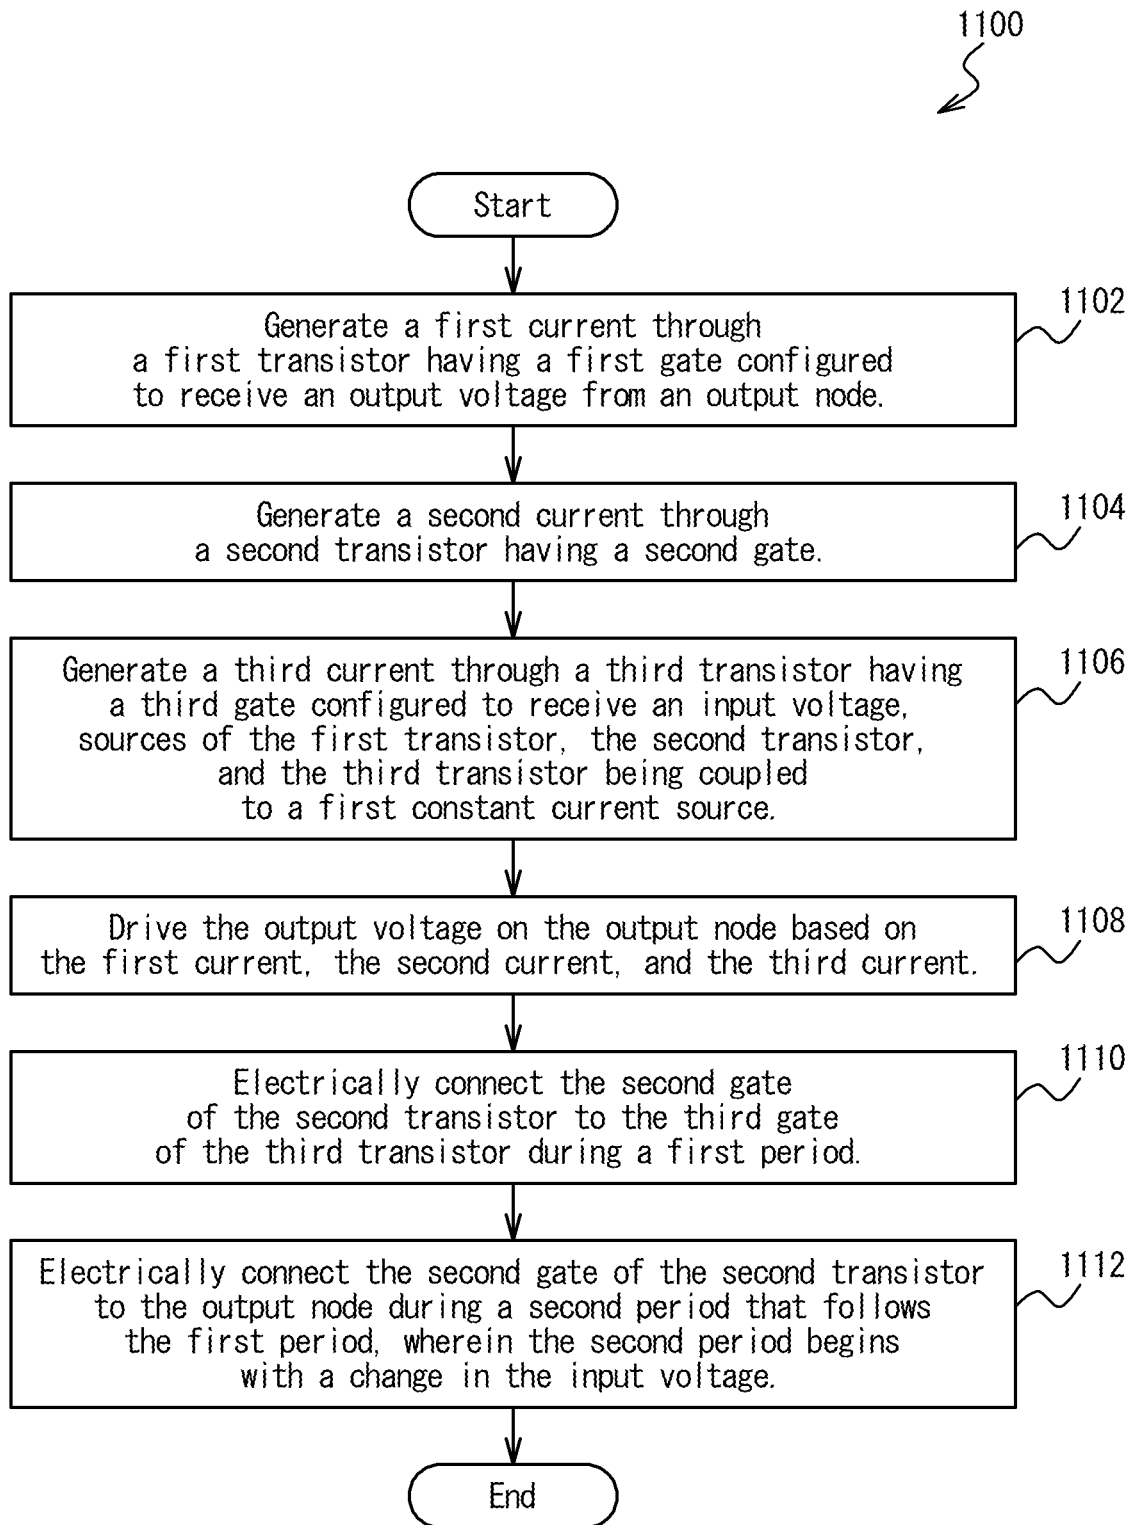 1100
Start
1102
Generate a first current through
a first transistor having a first gate configured
to receive an output voltage from an output node.
1104
Generate a second current through
a second transistor having a second gate.
1106
Generate a third current through a third transistor having
a third gate configured to receive an input voltage,
sources of the first transistor, the second transistor,
and the third transistor being coupled
to a first constant current source.
1108
Drive the output voltage on the output node based on
the first current, the second current, and the third current.
1110
Electrically connect the second gate
of the second transistor to the third gate
of the third transistor during a first period.
1112
Electrically connect the second gate of the second transistor
to the output node during a second period that follows
the first period, wherein the second period begins
with a change in the input voltage.
End